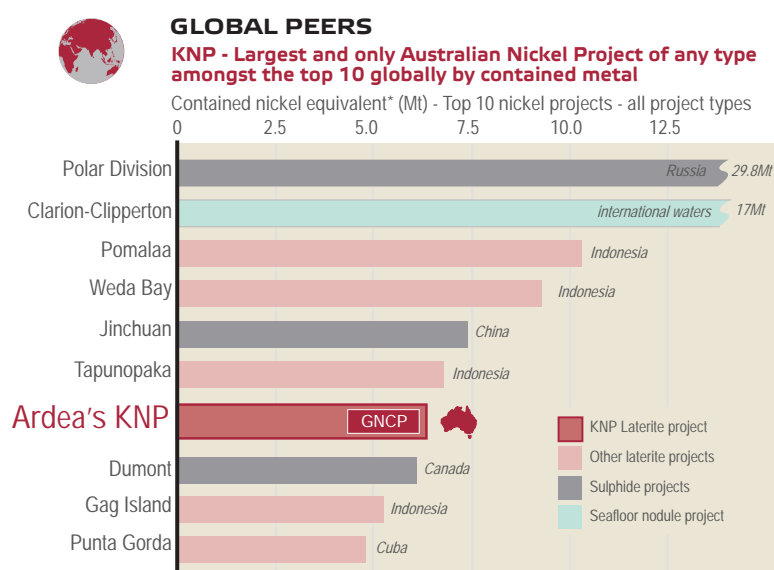 GLOBAL PEERS
KNP - Largest and only Australian Nickel Project of any type
amongst the top 10 globally by contained metal
Contained nickel equivalent* (Mt) - Top 10 nickel projects - all project types
0 2.5 5.0 7.5 10.0 12.5
Polar Division Russia 29.8Mt
Clarion-Clipperton international waters 17Mt
Pomalaa Indonesia
Weda Bay Indonesia
Jinchuan China
Tapunopaka Indonesia
Ardea's KNP GNCP
KNP Laterite project
Other laterite projects
Dumont Canada
Sulphide projects
Gag Island Indonesia
Seafloor nodule project
Punta Gorda Cuba